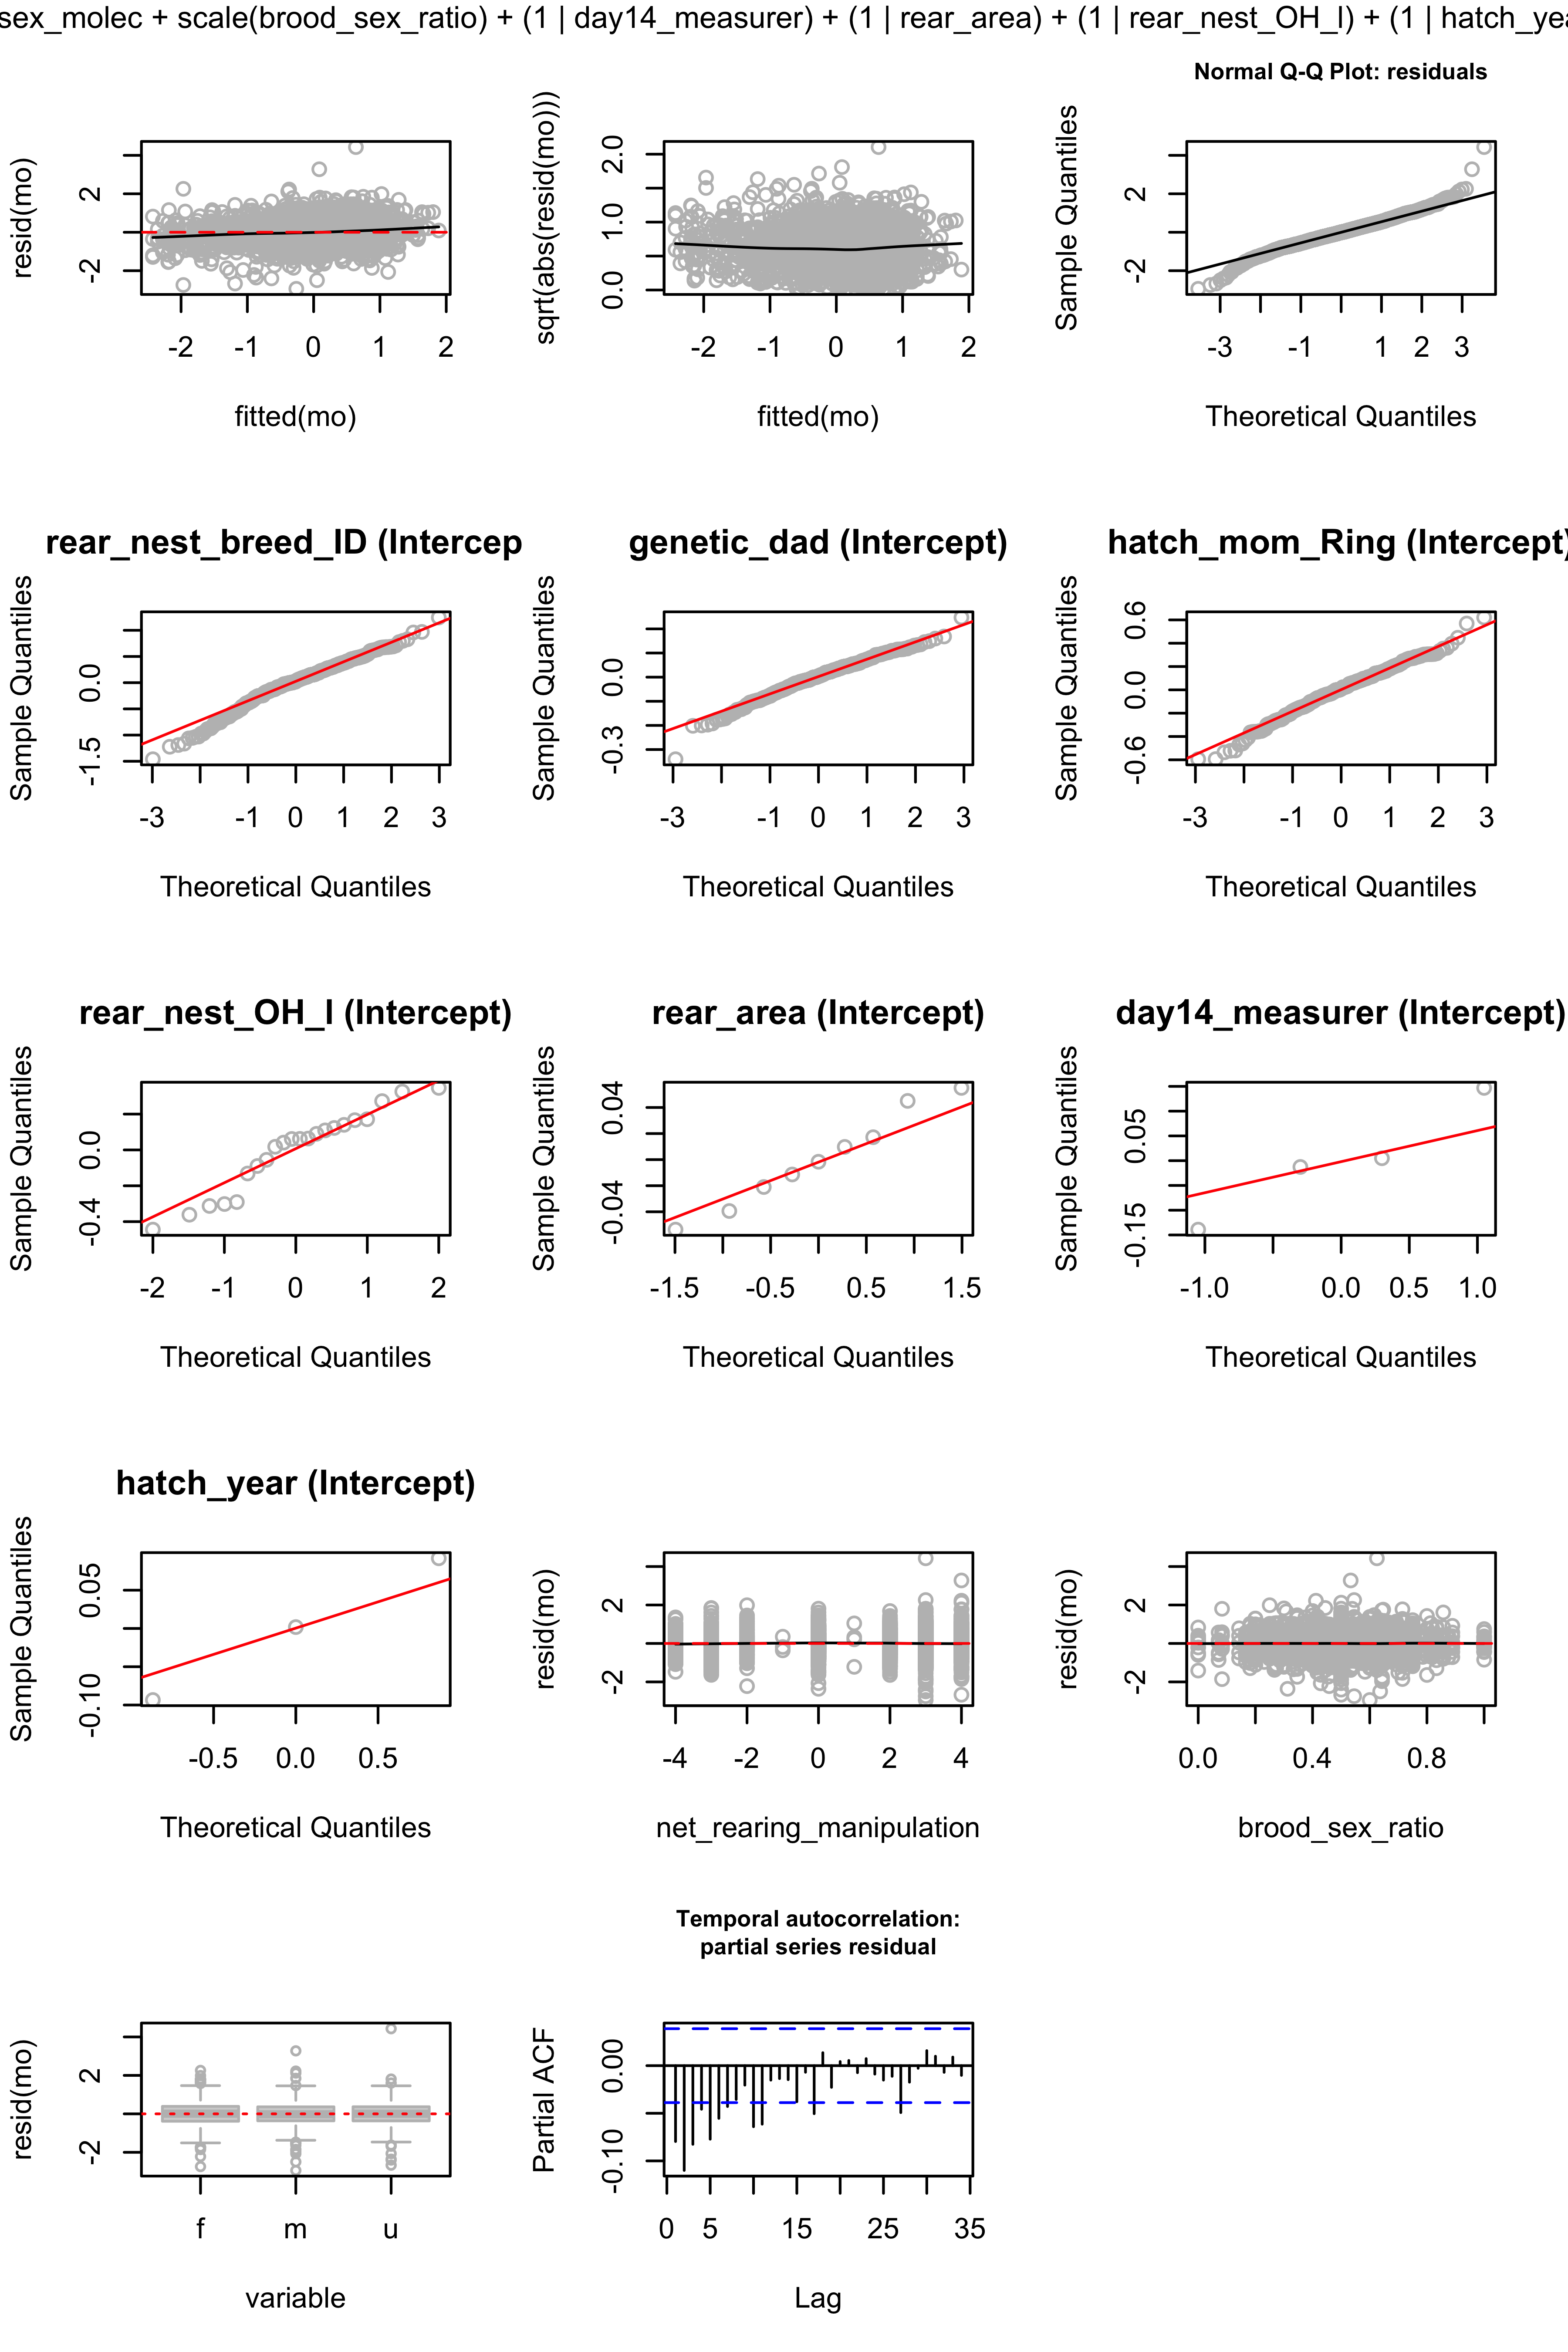 sex_molec + scale(brood_sex_ratio) + (1 | day14_measurer) + (1 | rear_area) + (1 | rear_nest_OH_l) + (1 | hatch_yea
Normal Q-Q Plot: residuals
resid(mo)
2
-2
-2 -1 0 1 2
fitted(mo)
sqrt(abs(resid(mo)))
2.0
1.0
0.0
-2 -1 0 1 2
fitted(mo)
Sample Quantiles
2
-2
-3 -1 1 2 3
Theoretical Quantiles
rear_nest_breed_ID (Intercep
Sample Quantiles
0.0
-1.5
-3 -1 0 1 2 3
Theoretical Quantiles
genetic_dad (Intercept)
Sample Quantiles
0.0
-0.3
-3 -1 0 1 2 3
Theoretical Quantiles
hatch_mom_Ring (Intercept)
Sample Quantiles
0.6
0.0
-0.6
-3 -1 0 1 2 3
Theoretical Quantiles
rear_nest_OH_l (Intercept)
Sample Quantiles
0.0
-0.4
-2 -1 0 1 2
Theoretical Quantiles
rear_area (Intercept)
Sample Quantiles
0.04
-0.04
-1.5 -0.5 0.5 1.5
Theoretical Quantiles
day14_measurer (Intercept)
Sample Quantiles
0.05
-0.15
-1.0 0.0 0.5 1.0
Theoretical Quantiles
hatch_year (Intercept)
Sample Quantiles
0.05
-0.10
-0.5 0.0 0.5
Theoretical Quantiles
resid(mo)
2
-2
-4 -2 0 2 4
net_rearing_manipulation
resid(mo)
2
-2
0.0 0.4 0.8
brood_sex_ratio
resid(mo)
2
-2
f m u
variable
Temporal autocorrelation:
partial series residual
Partial ACF
0.00
-0.10
0 5 15 25 35
Lag